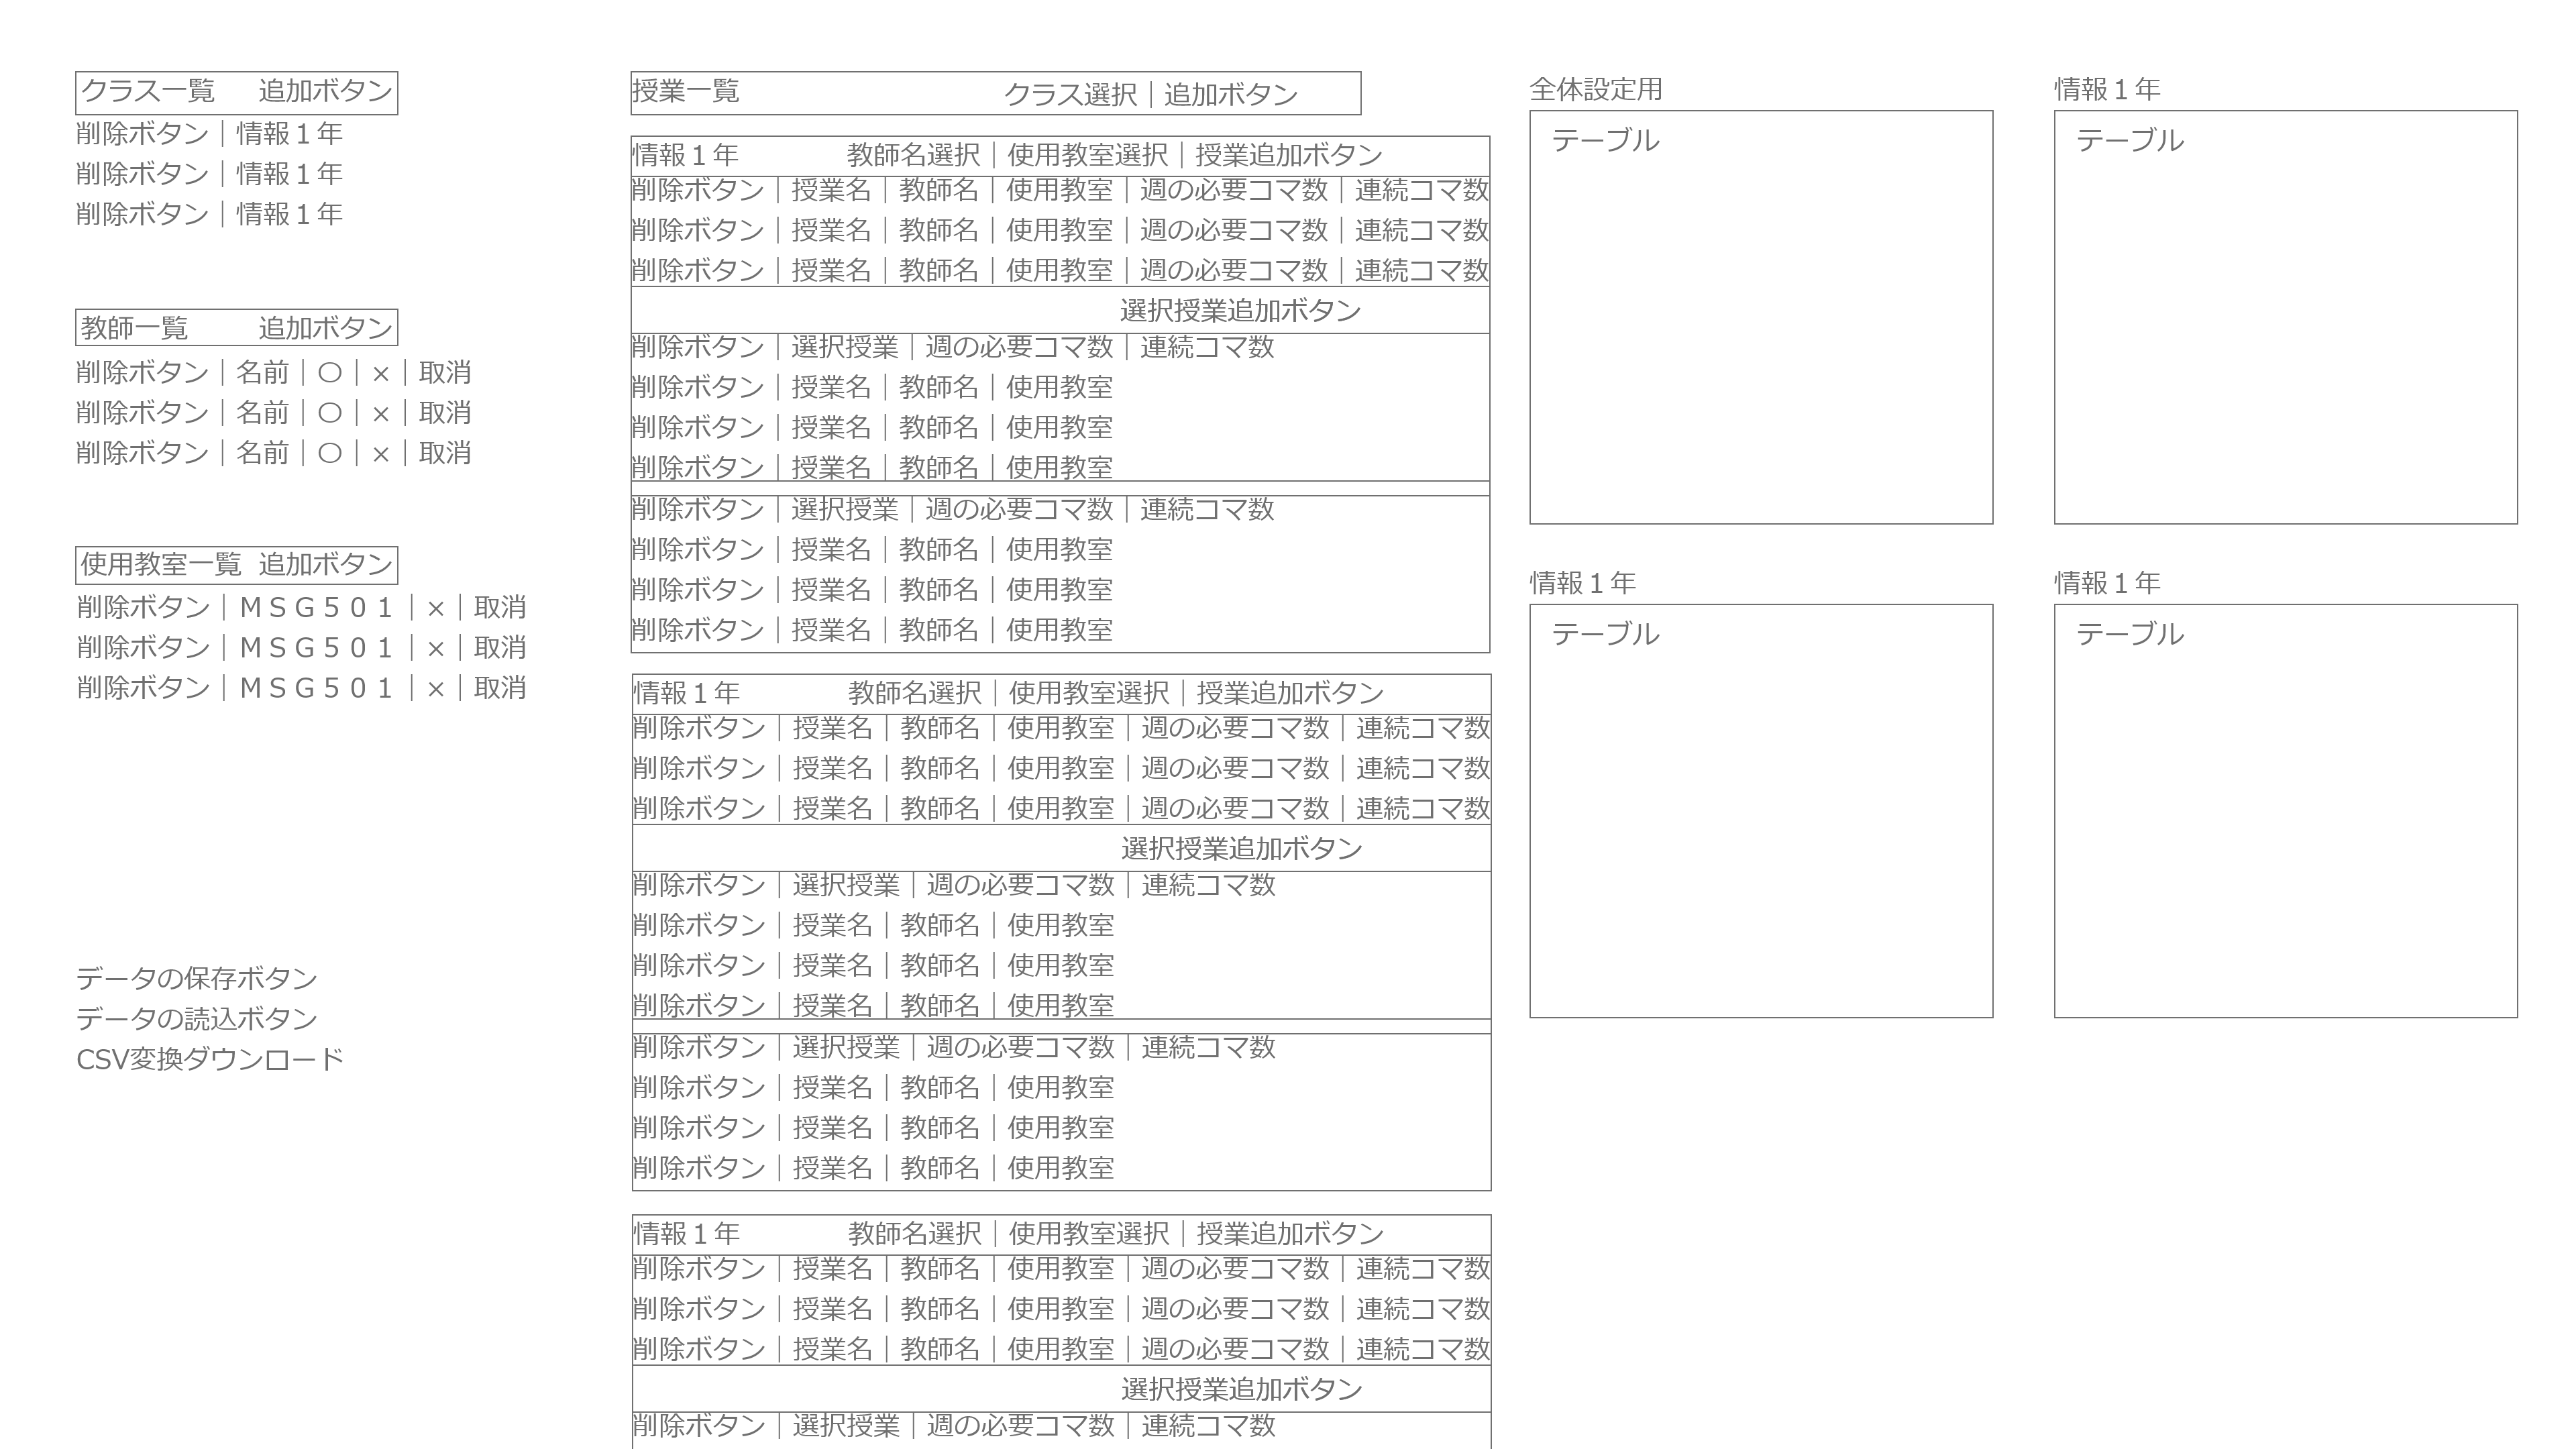 クラス一覧 追加ボタン
削除ボタン｜情報１年
削除ボタン｜情報１年
削除ボタン｜情報１年
教師一覧 追加ボタン
削除ボタン｜名前｜〇｜×｜取消
削除ボタン｜名前｜〇｜×｜取消
削除ボタン｜名前｜〇｜×｜取消
使用教室一覧 追加ボタン
削除ボタン｜ＭＳＧ５０１｜×｜取消
削除ボタン｜ＭＳＧ５０１｜×｜取消
削除ボタン｜ＭＳＧ５０１｜×｜取消
データの保存ボタン
データの読込ボタン
CSV変換ダウンロード
授業一覧 クラス選択｜追加ボタン
情報１年 教師名選択｜使用教室選択｜授業追加ボタン
削除ボタン｜授業名｜教師名｜使用教室｜週の必要コマ数｜連続コマ数
削除ボタン｜授業名｜教師名｜使用教室｜週の必要コマ数｜連続コマ数
削除ボタン｜授業名｜教師名｜使用教室｜週の必要コマ数｜連続コマ数
選択授業追加ボタン
削除ボタン｜選択授業｜週の必要コマ数｜連続コマ数
削除ボタン｜授業名｜教師名｜使用教室
削除ボタン｜授業名｜教師名｜使用教室
削除ボタン｜授業名｜教師名｜使用教室
削除ボタン｜選択授業｜週の必要コマ数｜連続コマ数
削除ボタン｜授業名｜教師名｜使用教室
削除ボタン｜授業名｜教師名｜使用教室
削除ボタン｜授業名｜教師名｜使用教室
情報１年 教師名選択｜使用教室選択｜授業追加ボタン
削除ボタン｜授業名｜教師名｜使用教室｜週の必要コマ数｜連続コマ数
削除ボタン｜授業名｜教師名｜使用教室｜週の必要コマ数｜連続コマ数
削除ボタン｜授業名｜教師名｜使用教室｜週の必要コマ数｜連続コマ数
選択授業追加ボタン
削除ボタン｜選択授業｜週の必要コマ数｜連続コマ数
削除ボタン｜授業名｜教師名｜使用教室
削除ボタン｜授業名｜教師名｜使用教室
削除ボタン｜授業名｜教師名｜使用教室
削除ボタン｜選択授業｜週の必要コマ数｜連続コマ数
削除ボタン｜授業名｜教師名｜使用教室
削除ボタン｜授業名｜教師名｜使用教室
削除ボタン｜授業名｜教師名｜使用教室
情報１年 教師名選択｜使用教室選択｜授業追加ボタン
削除ボタン｜授業名｜教師名｜使用教室｜週の必要コマ数｜連続コマ数
削除ボタン｜授業名｜教師名｜使用教室｜週の必要コマ数｜連続コマ数
削除ボタン｜授業名｜教師名｜使用教室｜週の必要コマ数｜連続コマ数
選択授業追加ボタン
削除ボタン｜選択授業｜週の必要コマ数｜連続コマ数
全体設定用
テーブル
情報１年
テーブル
情報１年
テーブル
情報１年
テーブル